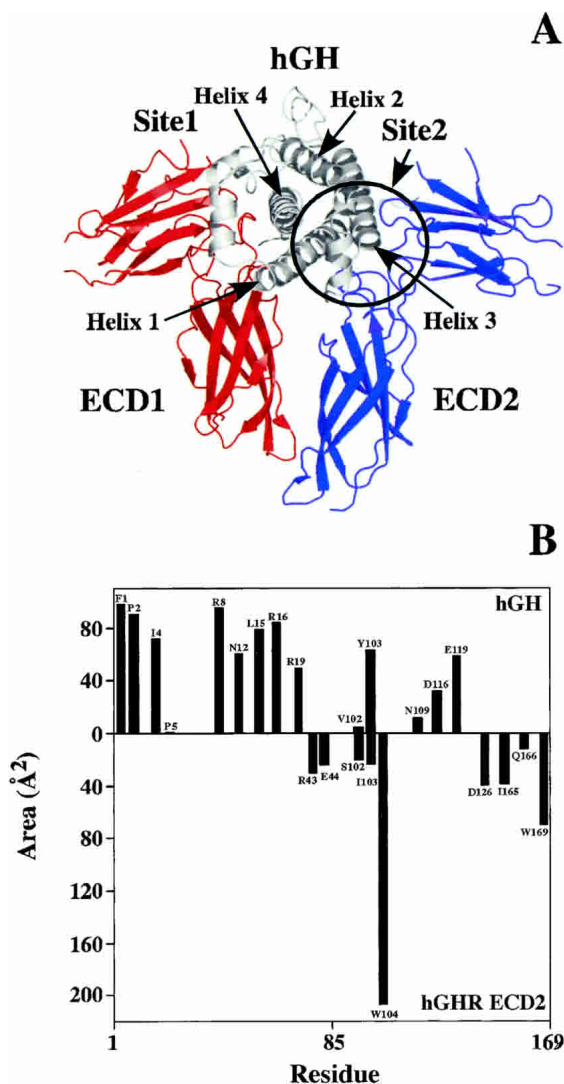 A
hGH
Helix 4
Helix 2
Site1
Site2
Helix 1
Helix 3
ECD1
ECD2
B
hGH
F1
P2
I4
P5
R8
N12
L15
R16
R19
V102
Y103
N109
D116
E119
R43
E44
S102
I103
W104
D126
I165
Q166
W169
80
40
0
40
80
120
160
200
Area (Å²)
hGHR ECD2
1
85
169
Residue